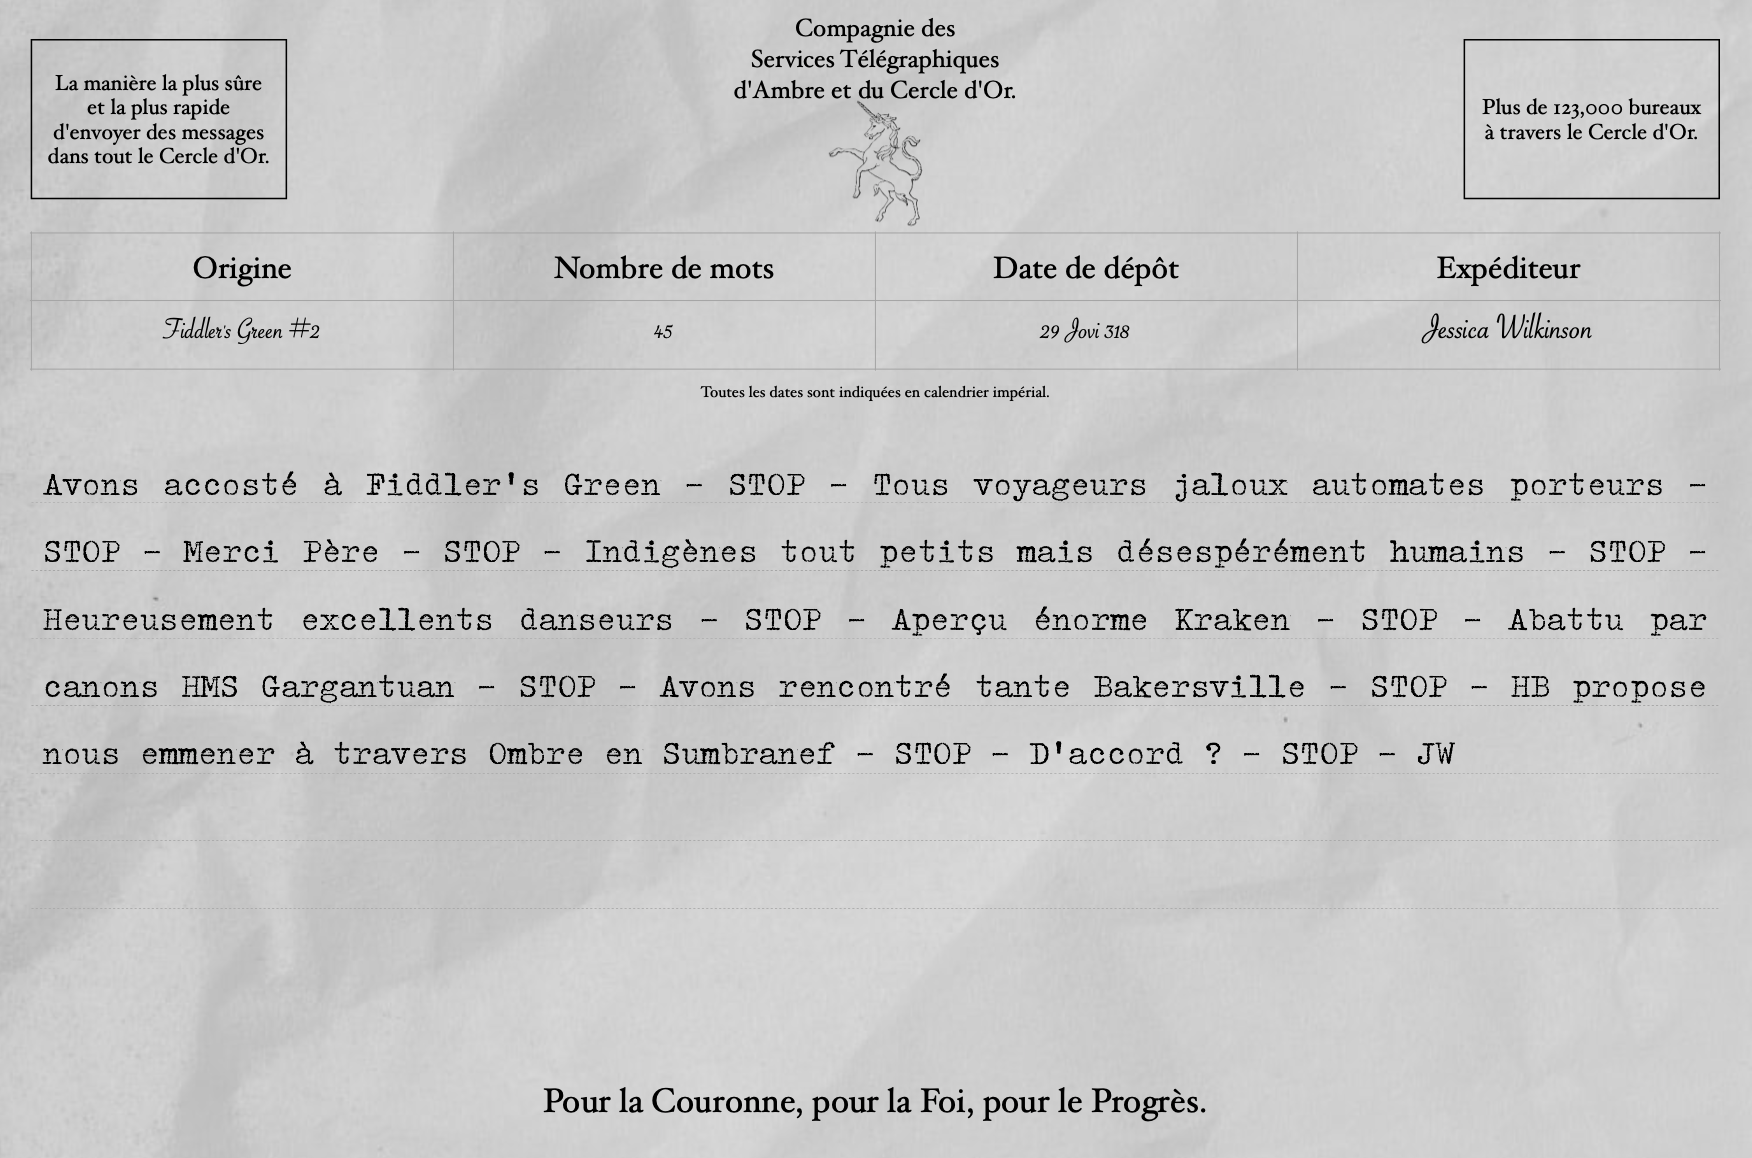 Compagnie des
Services Télégraphiques
d'Ambre et du Cercle d'Or.
La manière la plus sûre
et la plus rapide
d'envoyer des messages
dans tout le Cercle d'Or.
Plus de 123,000 bureaux
à travers le Cercle d'Or.
Origine Nombre de mots Date de dépôt Expéditeur
Fiddler's Green #2 45 29 Jovi 318 Jessica Wilkinson
Toutes les dates sont indiquées en calendrier impérial.
Avons accosté à Fiddler's Green - STOP - Tous voyageurs jaloux automates porteurs -
STOP - Merci Père - STOP - Indigènes tout petits mais désespérément humains - STOP -
Heureusement excellents danseurs - STOP - Aperçu énorme Kraken - STOP - Abattu par
canons HMS Gargantuan - STOP - Avons rencontré tante Bakersville - STOP - HB propose
nous emmener à travers Ombre en Sumbranef - STOP - D'accord ? - STOP - JW
Pour la Couronne, pour la Foi, pour le Progrès.